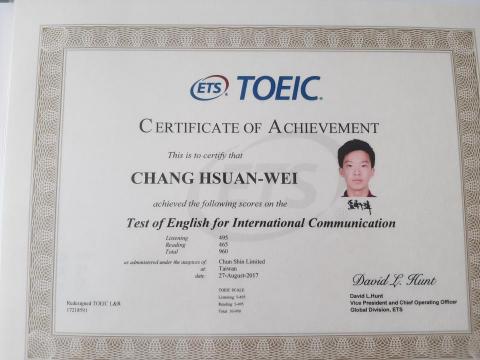 ETS TOEIC
CERTIFICATE OF ACHIEVEMENT
This is to certify that
CHANG HSUAN-WEI
achieved the following scores on the
Test of English for International Communication
Listening 495
Reading 465
Total 960
as administered under the auspices of: Chun Shin Limited
at: Taiwan
date: 27-August-2017
TOEIC SCALE
Listening 5-495
Reading 5-495
Total 10-990
Redesigned TOEIC L&R
17218591
David L. Hunt
David L.Hunt
Vice President and Chief Operating Officer
Global Division, ETS